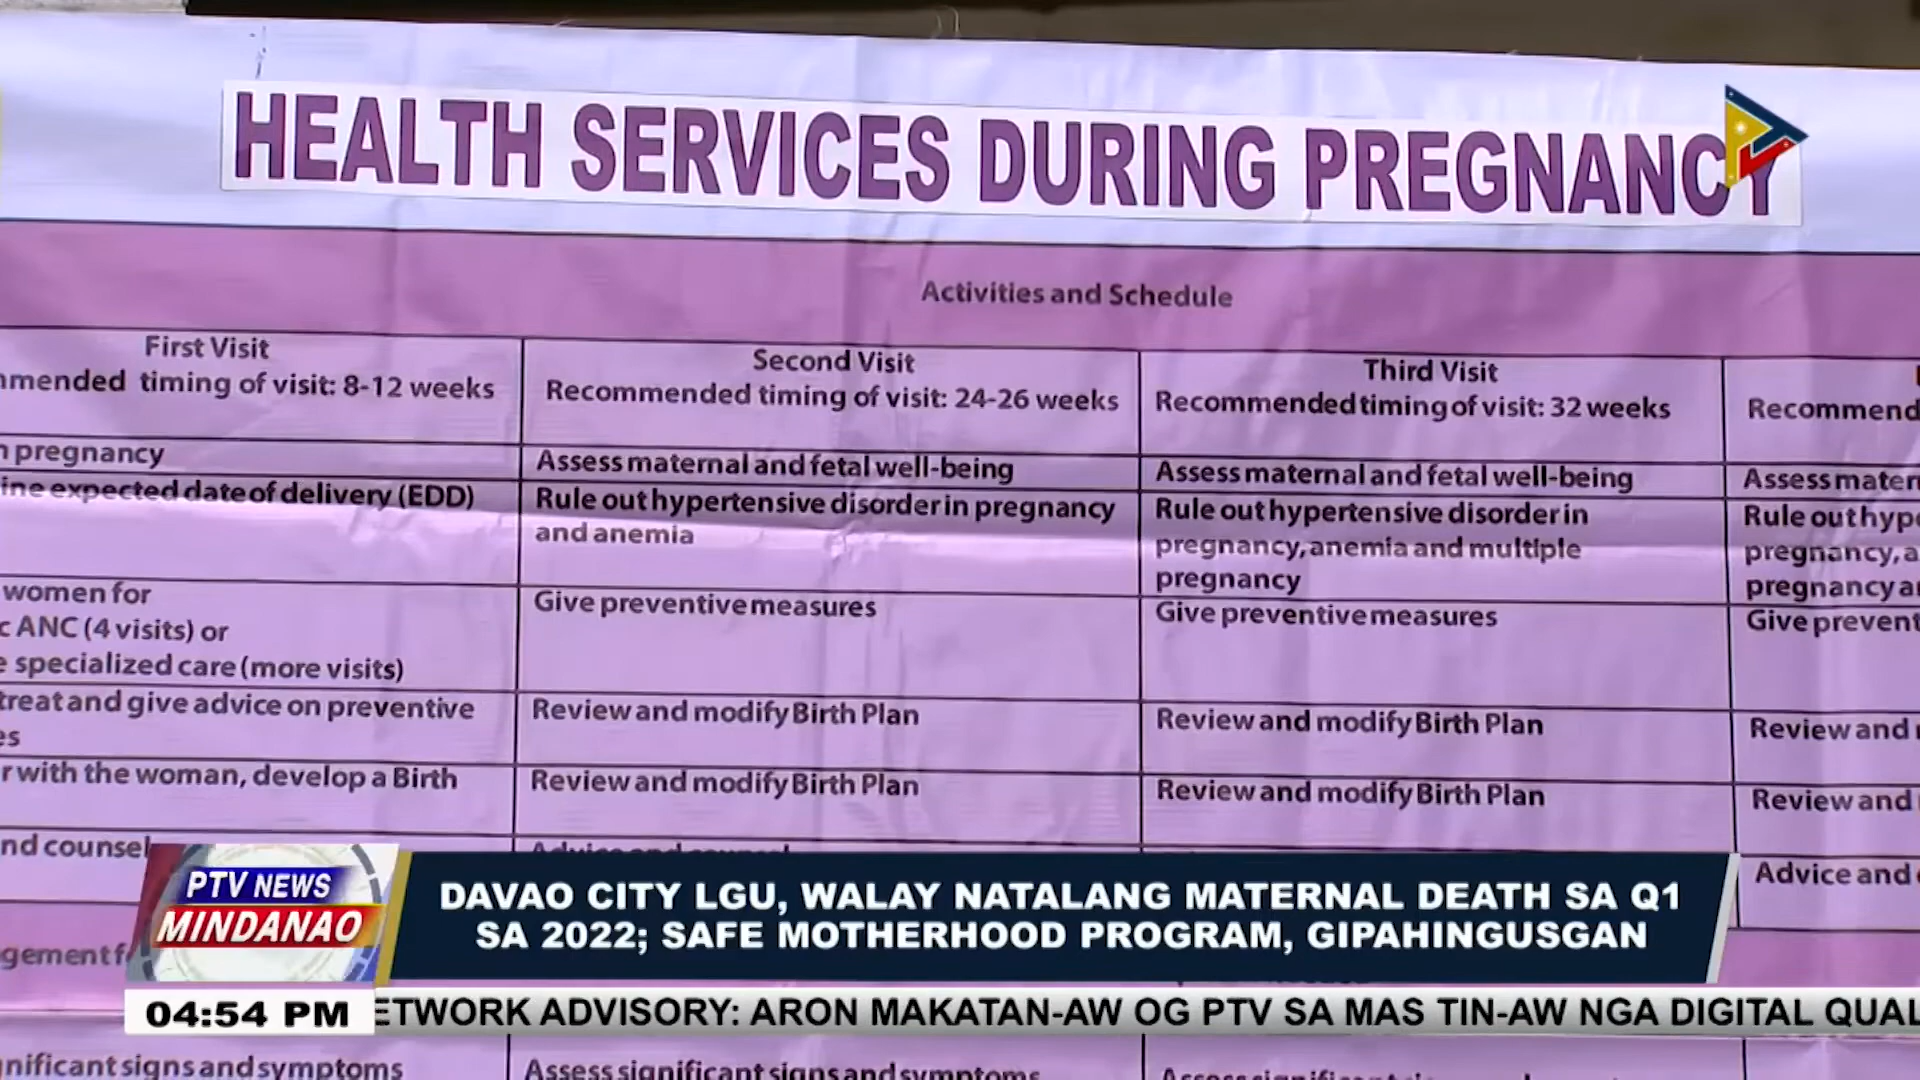 HEALTH SERVICES DURING PREGNANCY
Activities and Schedule
First Visit
timing of visit: 8-12 weeks
pregnancy
expected date of delivery (EDD)
women for
ANC (4 visits) or
specialized care (more visits)
treat and give advice on preventive
with the woman, develop a Birth
counsel
Second Visit
Recommended timing of visit: 24-26 weeks
Assess maternal and fetal well-being
Rule out hypertensive disorder in pregnancy
and anemia
Give preventive measures
Review and modify Birth Plan
Review and modify Birth Plan
Third Visit
Recommended timing of visit: 32 weeks
Assess maternal and fetal well-being
Rule out hypertensive disorder in
pregnancy, anemia and multiple
pregnancy
Give preventive measures
Review and modify Birth Plan
Review and modify Birth Plan
Recommend
Assess mater
Rule out hype
pregnancy, a
pregnancy a
Give prevent
Review and
Review and
Advice and
PTV NEWS
MINDANAO
DAVAO CITY LGU, WALAY NATALANG MATERNAL DEATH SA Q1
SA 2022; SAFE MOTHERHOOD PROGRAM, GIPAHINGUSGAN
04:54 PM
ETWORK ADVISORY: ARON MAKATAN-AW OG PTV SA MAS TIN-AW NGA DIGITAL QUAL
nificant signs and symptoms
Assess significant signs and symptoms